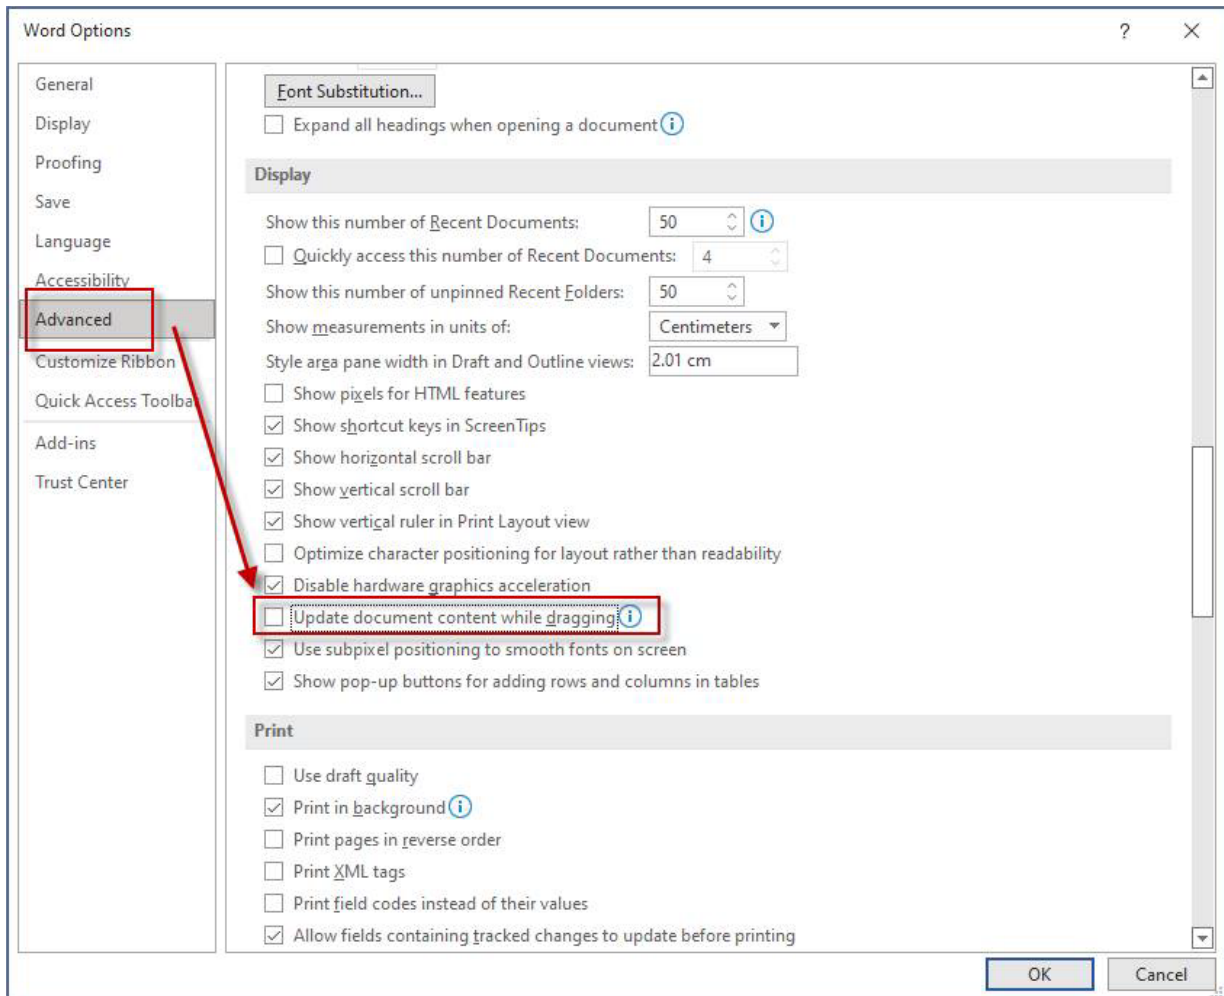 Word Options
?
General
Display
Proofing
Save
Language
Accessibility
Advanced
Customize Ribbon
Quick Access Toolba
Add-ins
Trust Center
Font Substitution...
Expand all headings when opening a document
Display
Show this number of Recent Documents: 50
Quickly access this number of Recent Documents: 4
Show this number of unpinned Recent Folders: 50
Show measurements in units of: Centimeters
Style area pane width in Draft and Outline views: 2.01 cm
Show pixels for HTML features
Show shortcut keys in ScreenTips
Show horizontal scroll bar
Show vertical scroll bar
Show vertical ruler in Print Layout view
Optimize character positioning for layout rather than readability
Disable hardware graphics acceleration
Update document content while dragging
Use subpixel positioning to smooth fonts on screen
Show pop-up buttons for adding rows and columns in tables
Print
Use draft quality
Print in background
Print pages in reverse order
Print XML tags
Print field codes instead of their values
Allow fields containing tracked changes to update before printing
OK
Cancel